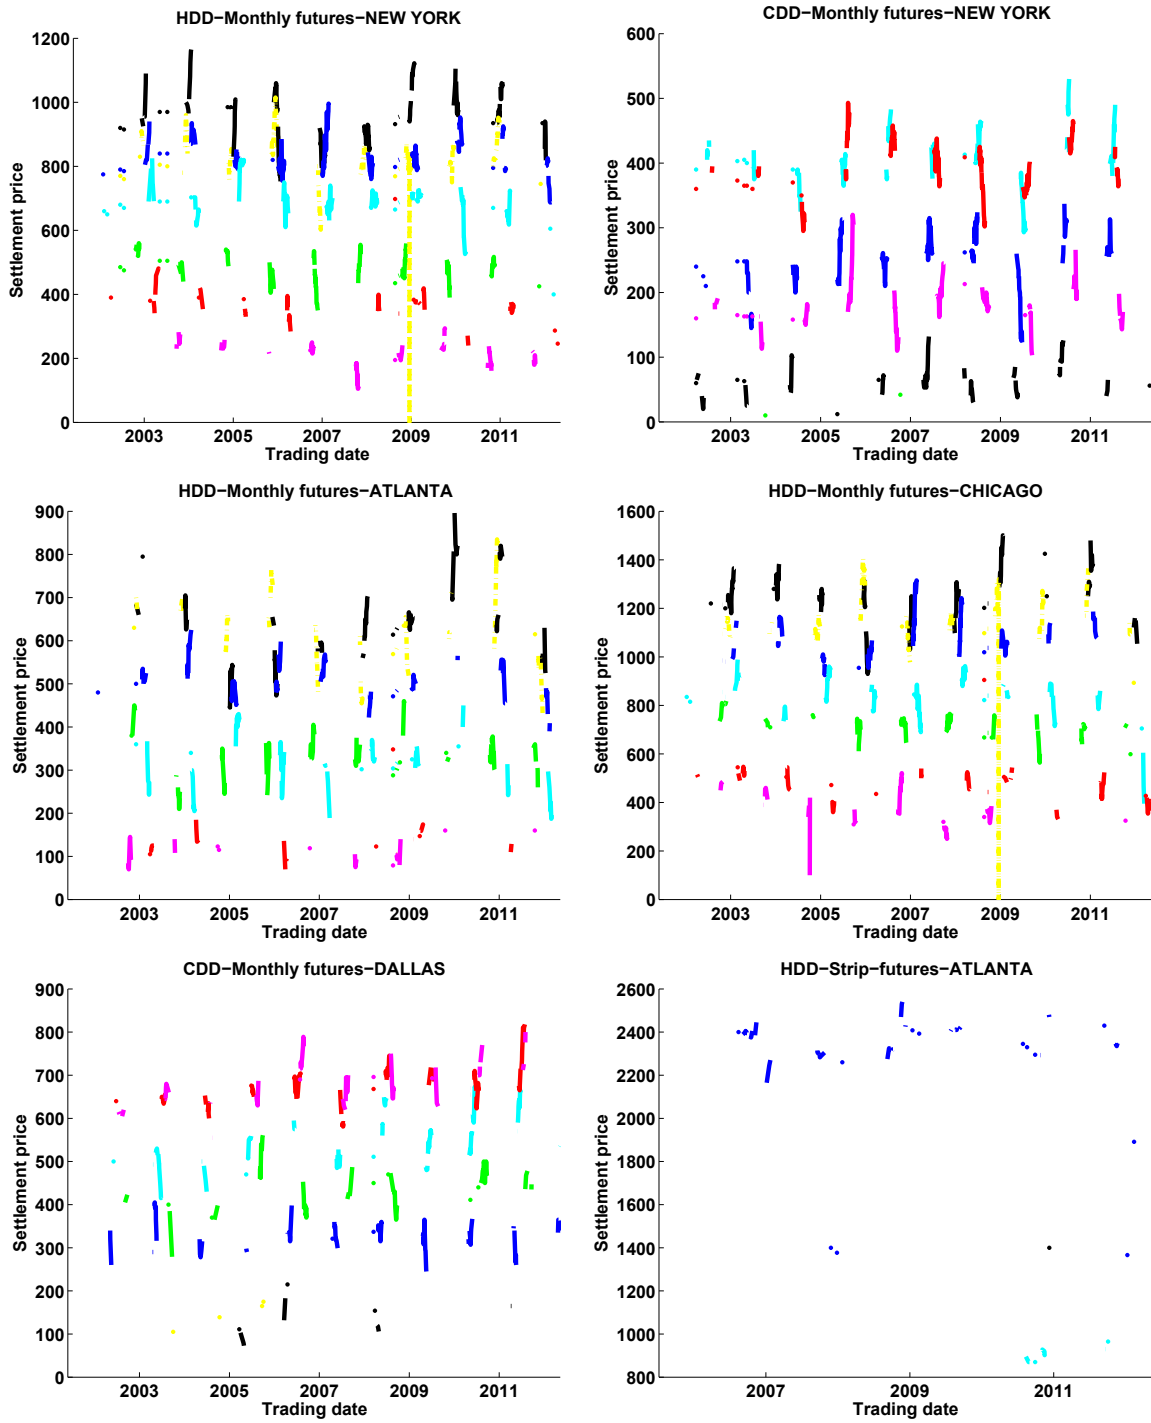 HDD−Monthly futures−NEW YORK
1200
1000
800
600
400
200
0
Settlement price
2003 2005 2007 2009 2011
Trading date
CDD−Monthly futures−NEW YORK
600
500
400
300
200
100
0
Settlement price
2003 2005 2007 2009 2011
Trading date
HDD−Monthly futures−ATLANTA
900
800
700
600
500
400
300
200
100
0
Settlement price
2003 2005 2007 2009 2011
Trading date
HDD−Monthly futures−CHICAGO
1600
1400
1200
1000
800
600
400
200
0
Settlement price
2003 2005 2007 2009 2011
Trading date
CDD−Monthly futures−DALLAS
900
800
700
600
500
400
300
200
100
0
Settlement price
2003 2005 2007 2009 2011
Trading date
HDD−Strip−futures−ATLANTA
2600
2400
2200
2000
1800
1600
1400
1200
1000
800
Settlement price
2007 2009 2011
Trading date